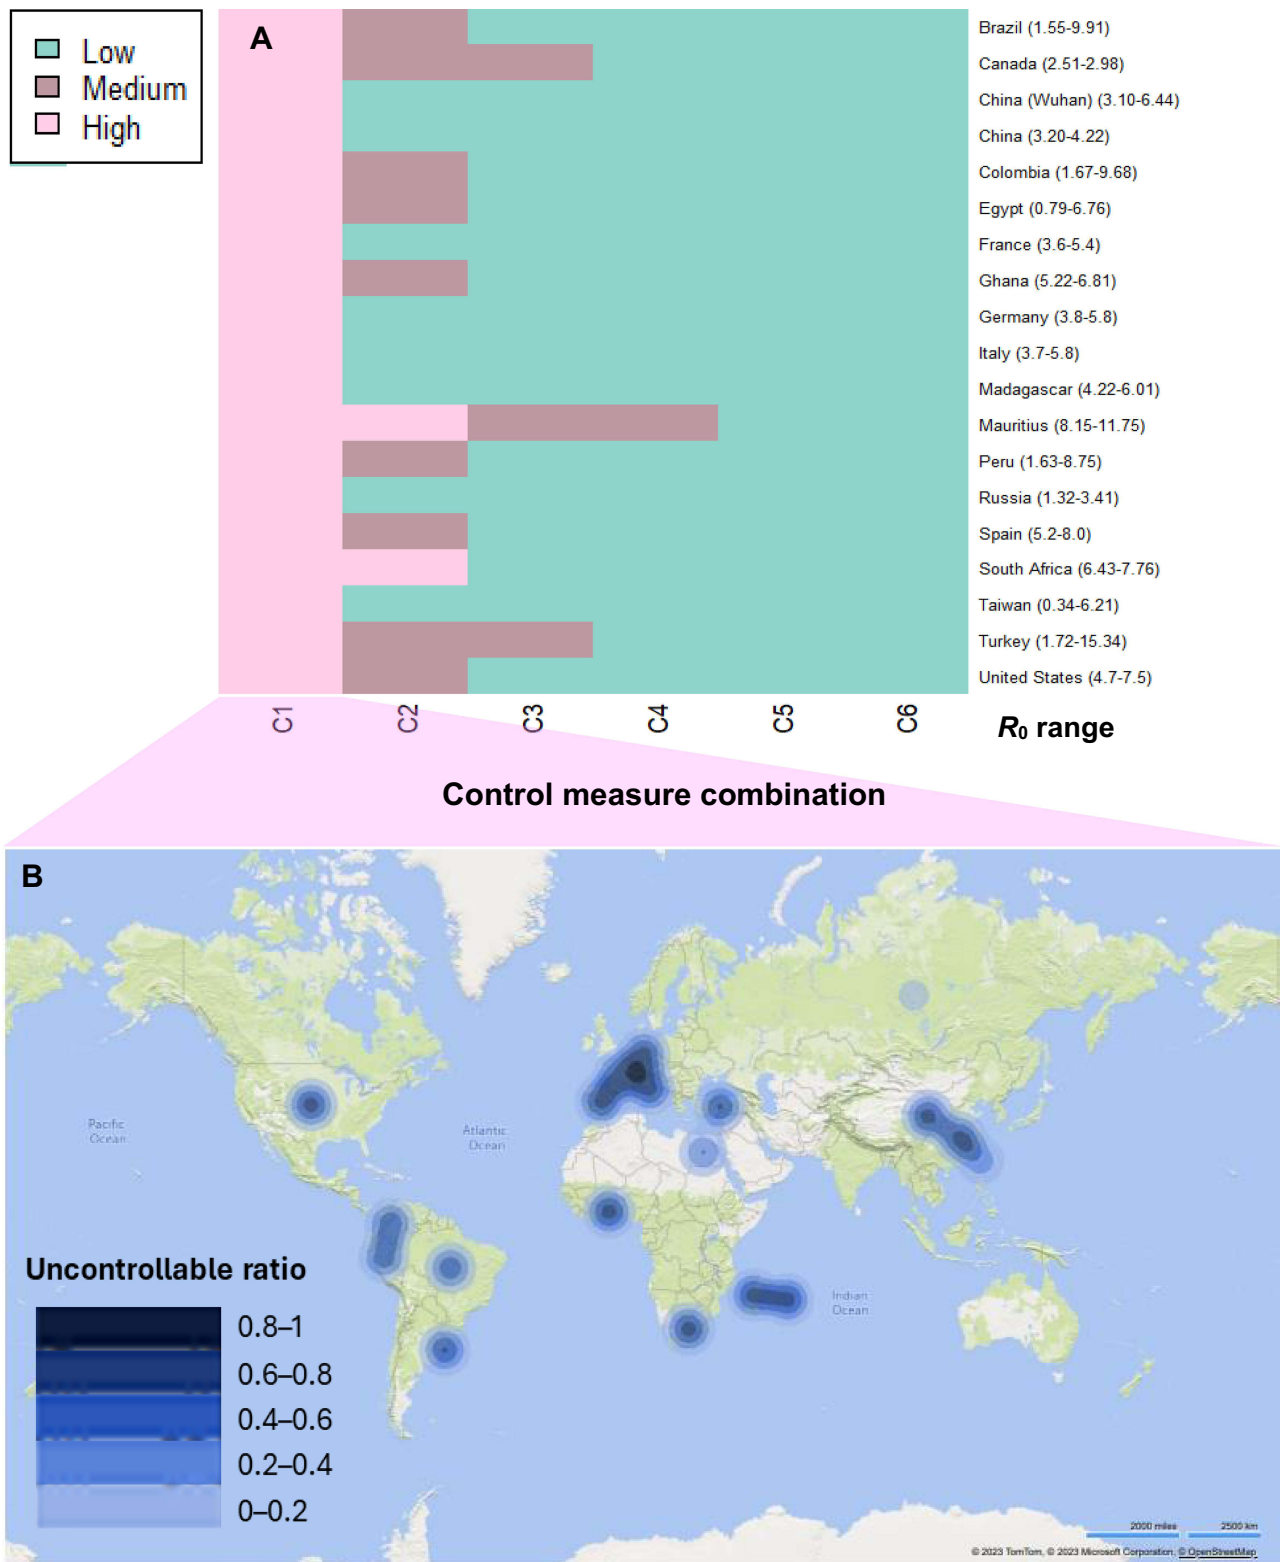 Low
Medium
High
A
Brazil (1.55-9.91)
Canada (2.51-2.98)
China (Wuhan) (3.10-6.44)
China (3.20-4.22)
Colombia (1.67-9.68)
Egypt (0.79-6.76)
France (3.6-5.4)
Ghana (5.22-6.81)
Germany (3.8-5.8)
Italy (3.7-5.8)
Madagascar (4.22-6.01)
Mauritius (8.15-11.75)
Peru (1.63-8.75)
Russia (1.32-3.41)
Spain (5.2-8.0)
South Africa (6.43-7.76)
Taiwan (0.34-6.21)
Turkey (1.72-15.34)
United States (4.7-7.5)
C1 C2 C3 C4 C5 C6
R0 range
Control measure combination
B
Pacific
Ocean
Atlantic
Ocean
Indian
Ocean
Uncontrollable ratio
0.8–1
0.6–0.8
0.4–0.6
0.2–0.4
0–0.2
2000 miles 2500 km
© 2023 TomTom, © 2023 Microsoft Corporation, © OpenStreetMap